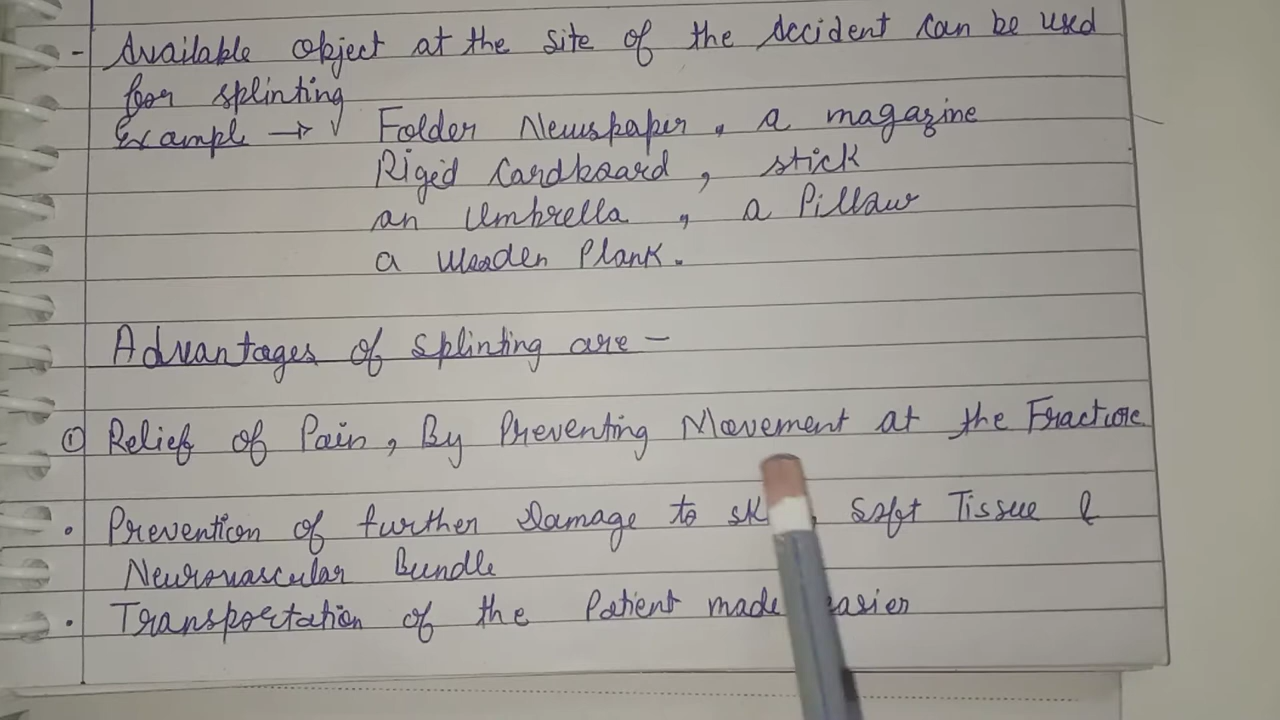 - Available object at the site of the Accident can be used
for splinting
Example → Folder Newspaper, a magazine
Rigid Cardboard, stick
an Umbrella, a Pillow
a Wooden Plank.
Advantages of Splinting are -
① Relief of Pain, By Preventing Movement at the Fracture
• Prevention of further Damage to Soft Tissue &
Neurovascular Bundle
• Transportation of the Patient made